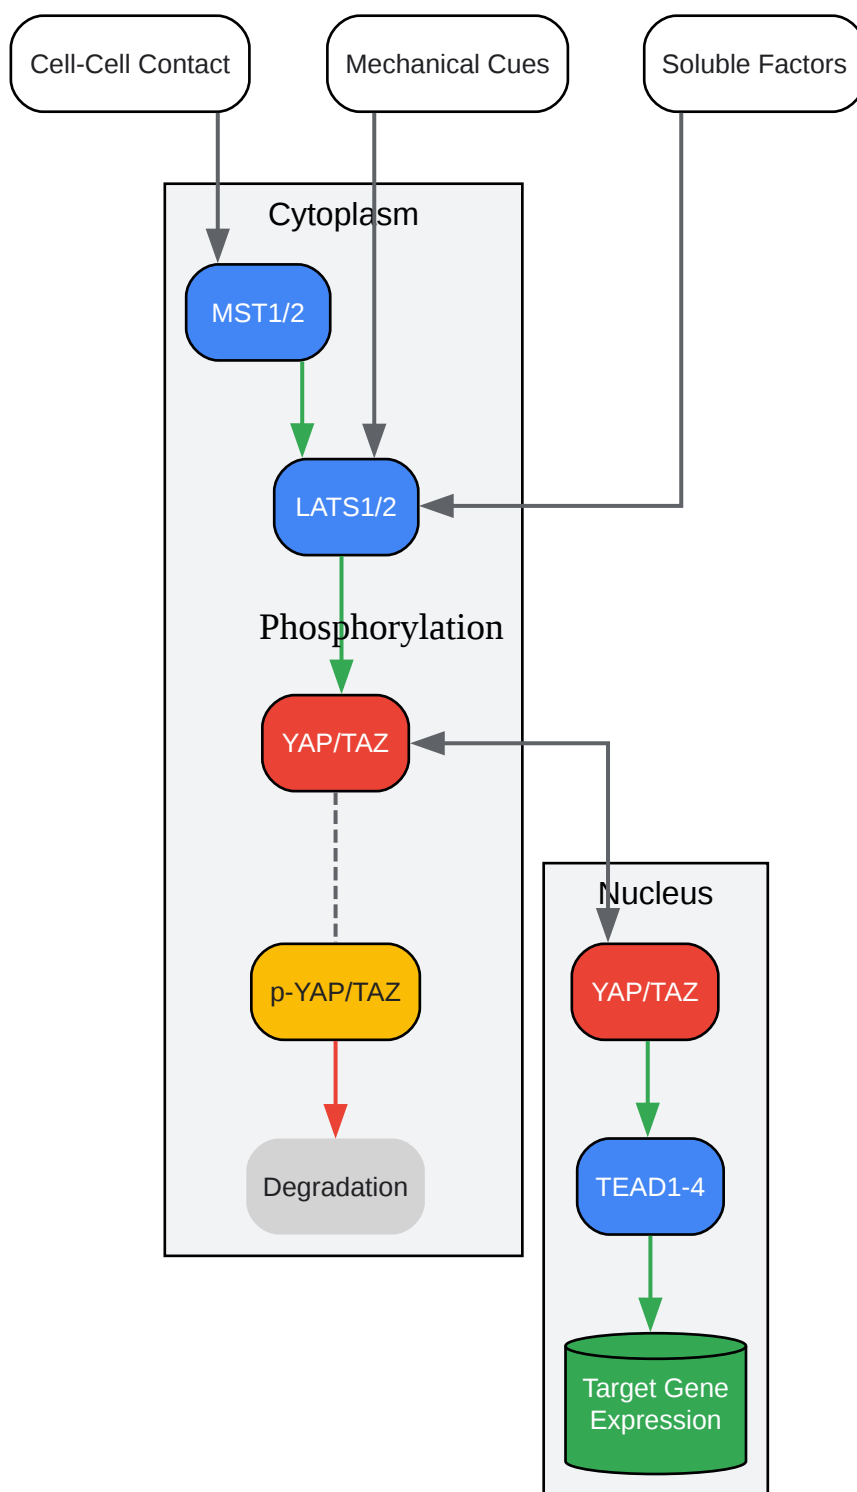 Cell-Cell Contact
Mechanical Cues
Soluble Factors
Cytoplasm
MST1/2
LATS1/2
Phosphorylation
YAP/TAZ
Nucleus
p-YAP/TAZ
YAP/TAZ
Degradation
TEAD1-4
Target Gene
Expression